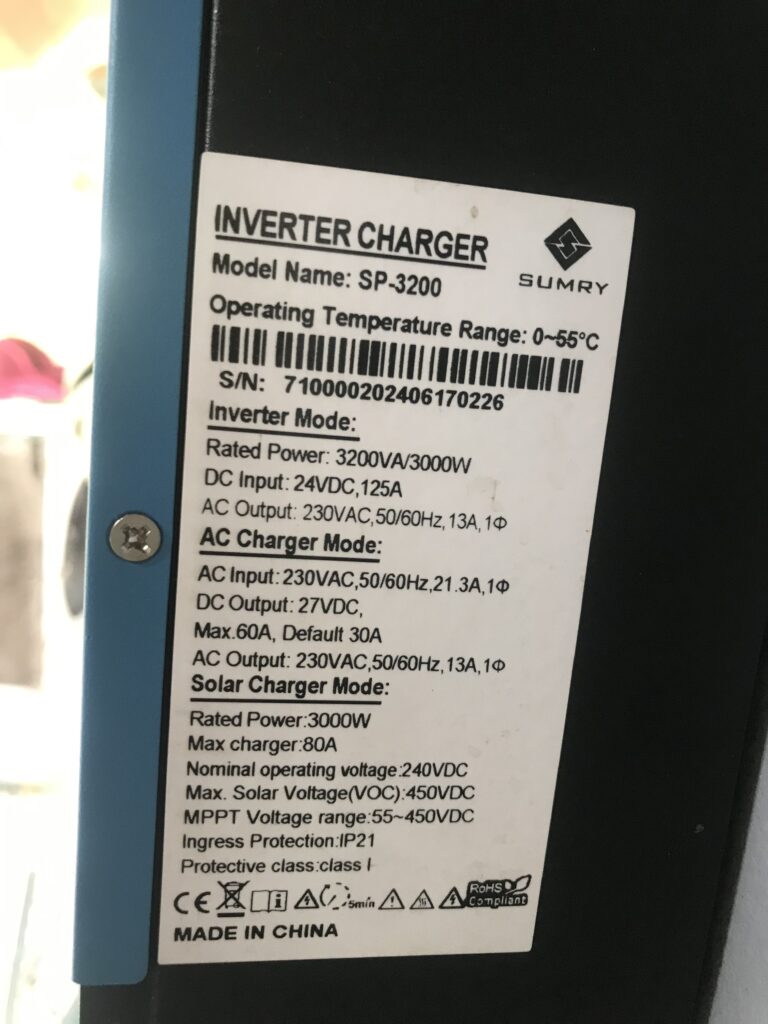 INVERTER CHARGER
SUMRY
Model Name: SP-3200
Operating Temperature Range: 0~55°C
S/N: 710000202406170226
Inverter Mode:
Rated Power: 3200VA/3000W
DC Input: 24VDC,125A
AC Output: 230VAC,50/60Hz,13A,1Φ
AC Charger Mode:
AC Input: 230VAC,50/60Hz,21.3A,1Φ
DC Output: 27VDC,
Max.60A, Default 30A
AC Output: 230VAC,50/60Hz,13A,1Φ
Solar Charger Mode:
Rated Power:3000W
Max charger:80A
Nominal operating voltage:240VDC
Max. Solar Voltage(VOC):450VDC
MPPT Voltage range:55~450VDC
Ingress Protection:IP21
Protective class:class I
CE i 5min RoHS Compliant
MADE IN CHINA